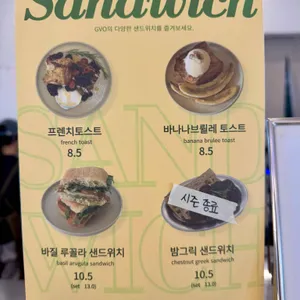 Sandwich
GVO의 다양한 샌드위치를 즐겨보세요.
SAND
WICH
프렌치토스트
french toast
8.5
바나나브륄레 토스트
banana brulee toast
8.5
시즌 종료
바질 루꼴라 샌드위치
basil arugula sandwich
10.5
(set 13.0)
밤그릭 샌드위치
chestnut greek sandwich
10.5
(set 13.0)